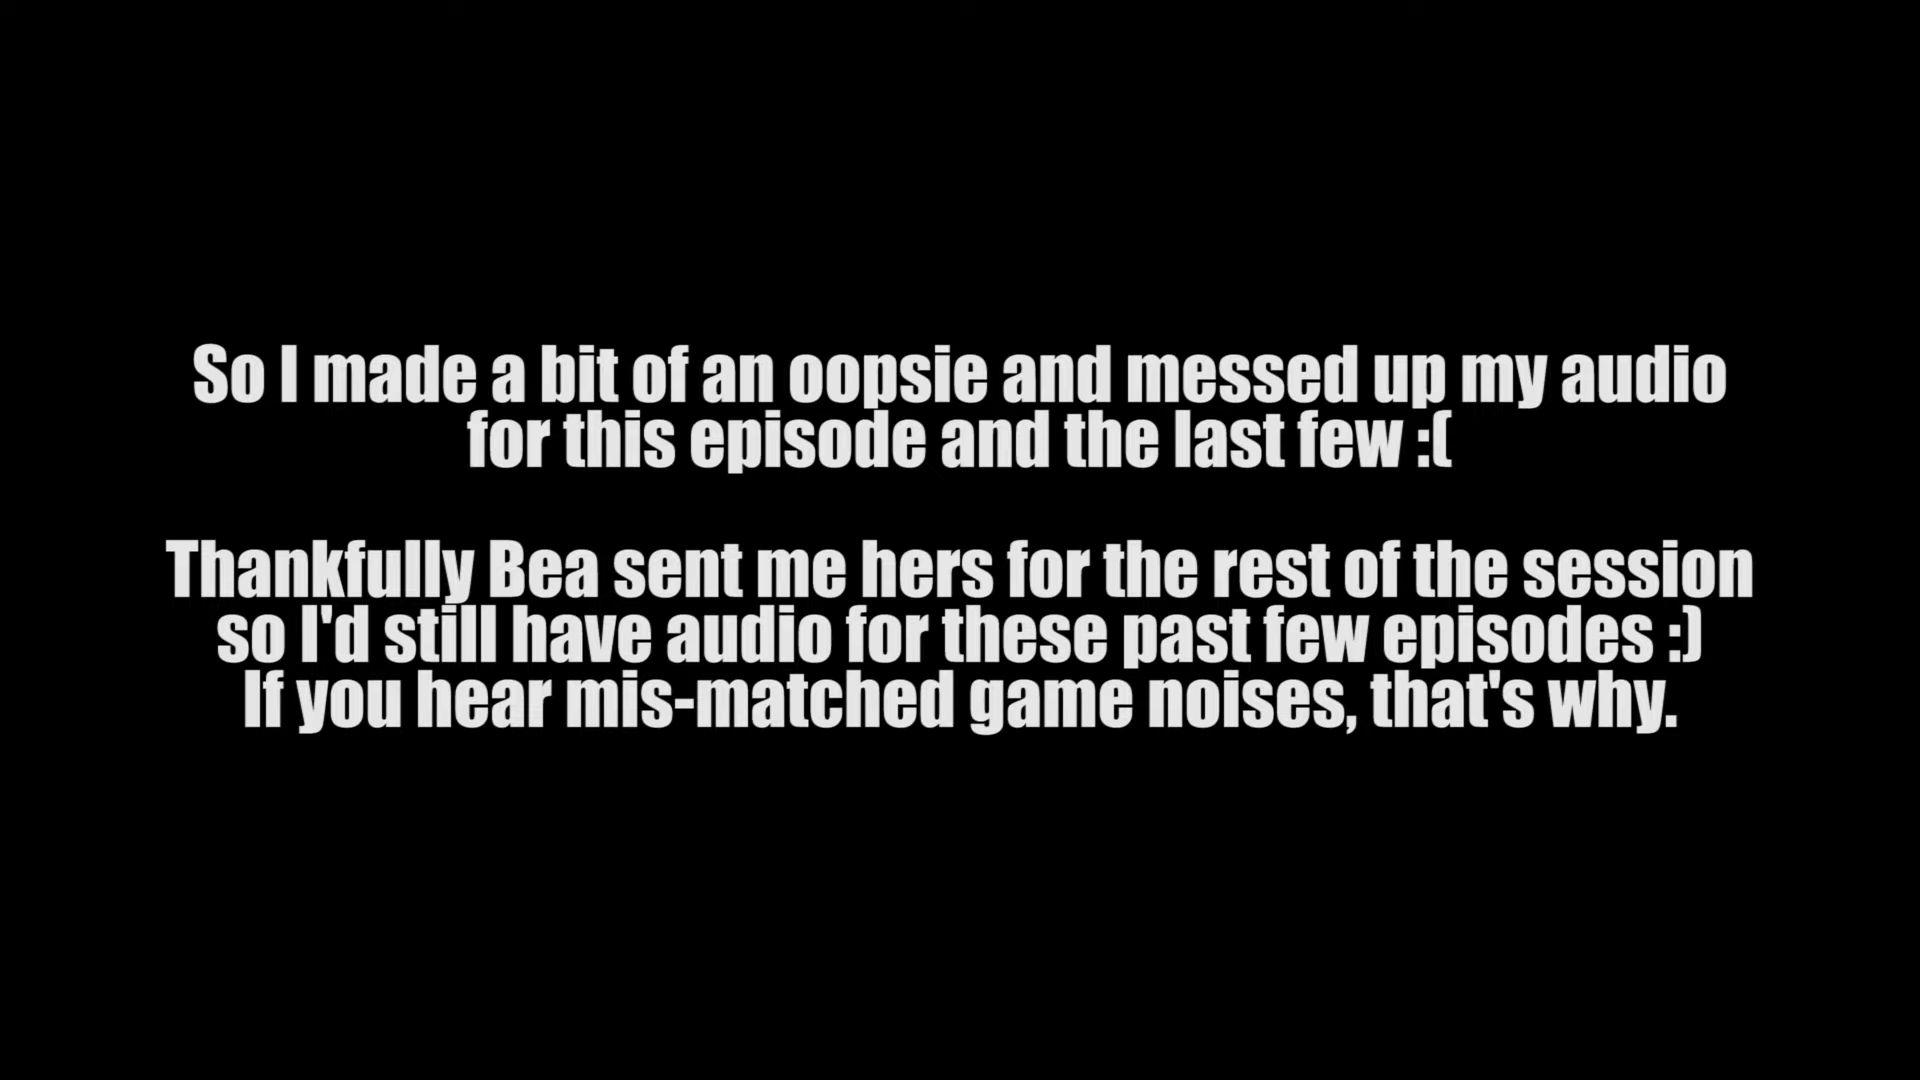 So I made a bit of an oopsie and messed up my audio
for this episode and the last few :(
Thankfully Bea sent me hers for the rest of the session
so I'd still have audio for these past few episodes :)
If you hear mis-matched game noises, that's why.